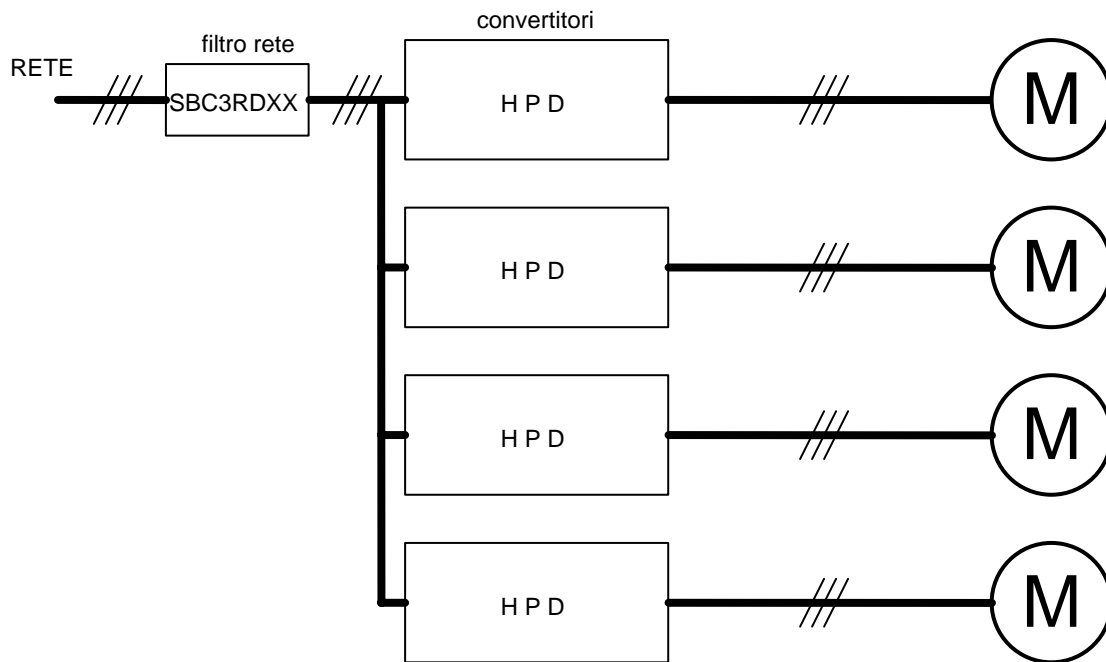 convertitori
filtro rete
RETE
SBC3RDXX
H P D
M
H P D
M
H P D
M
H P D
M